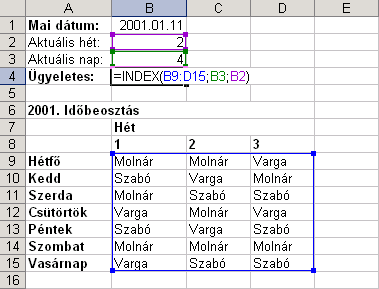 A B C D E
1 Mai dátum: 2001.01.11
2 Aktuális hét: 2
3 Aktuális nap: 4
4 Ügyeletes: =INDEX(B9:D15;B3;B2)
5
6 2001. Időbeosztás
7 Hét
8 1 2 3
9 Hétfő Molnár Molnár Varga
10 Kedd Szabó Varga Molnár
11 Szerda Molnár Szabó Szabó
12 Csütörtök Varga Molnár Varga
13 Péntek Szabó Varga Szabó
14 Szombat Molnár Molnár Molnár
15 Vasárnap Varga Szabó Szabó
16